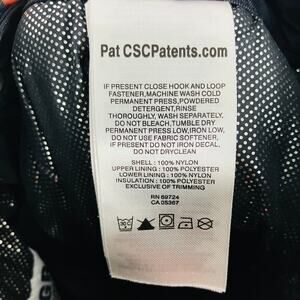 Pat CSCPatents.com
IF PRESENT CLOSE HOOK AND LOOP
FASTENER,MACHINE WASH COLD
PERMANENT PRESS,POWDERED
DETERGENT,RINSE
THOROUGHLY, WASH SEPARATELY,
DO NOT BLEACH, TUMBLE DRY
PERMANENT PRESS LOW,IRON LOW,
DO NOT USE FABRIC SOFTENER,
IF PRESENT DO NOT IRON DECAL,
DO NOT DRYCLEAN
SHELL : 100% NYLON
UPPER LINING : 100% POLYESTER
LOWER LINING : 100% NYLON
INSULATION : 100% POLYESTER
EXCLUSIVE OF TRIMMING
RN 69724
CA 05367